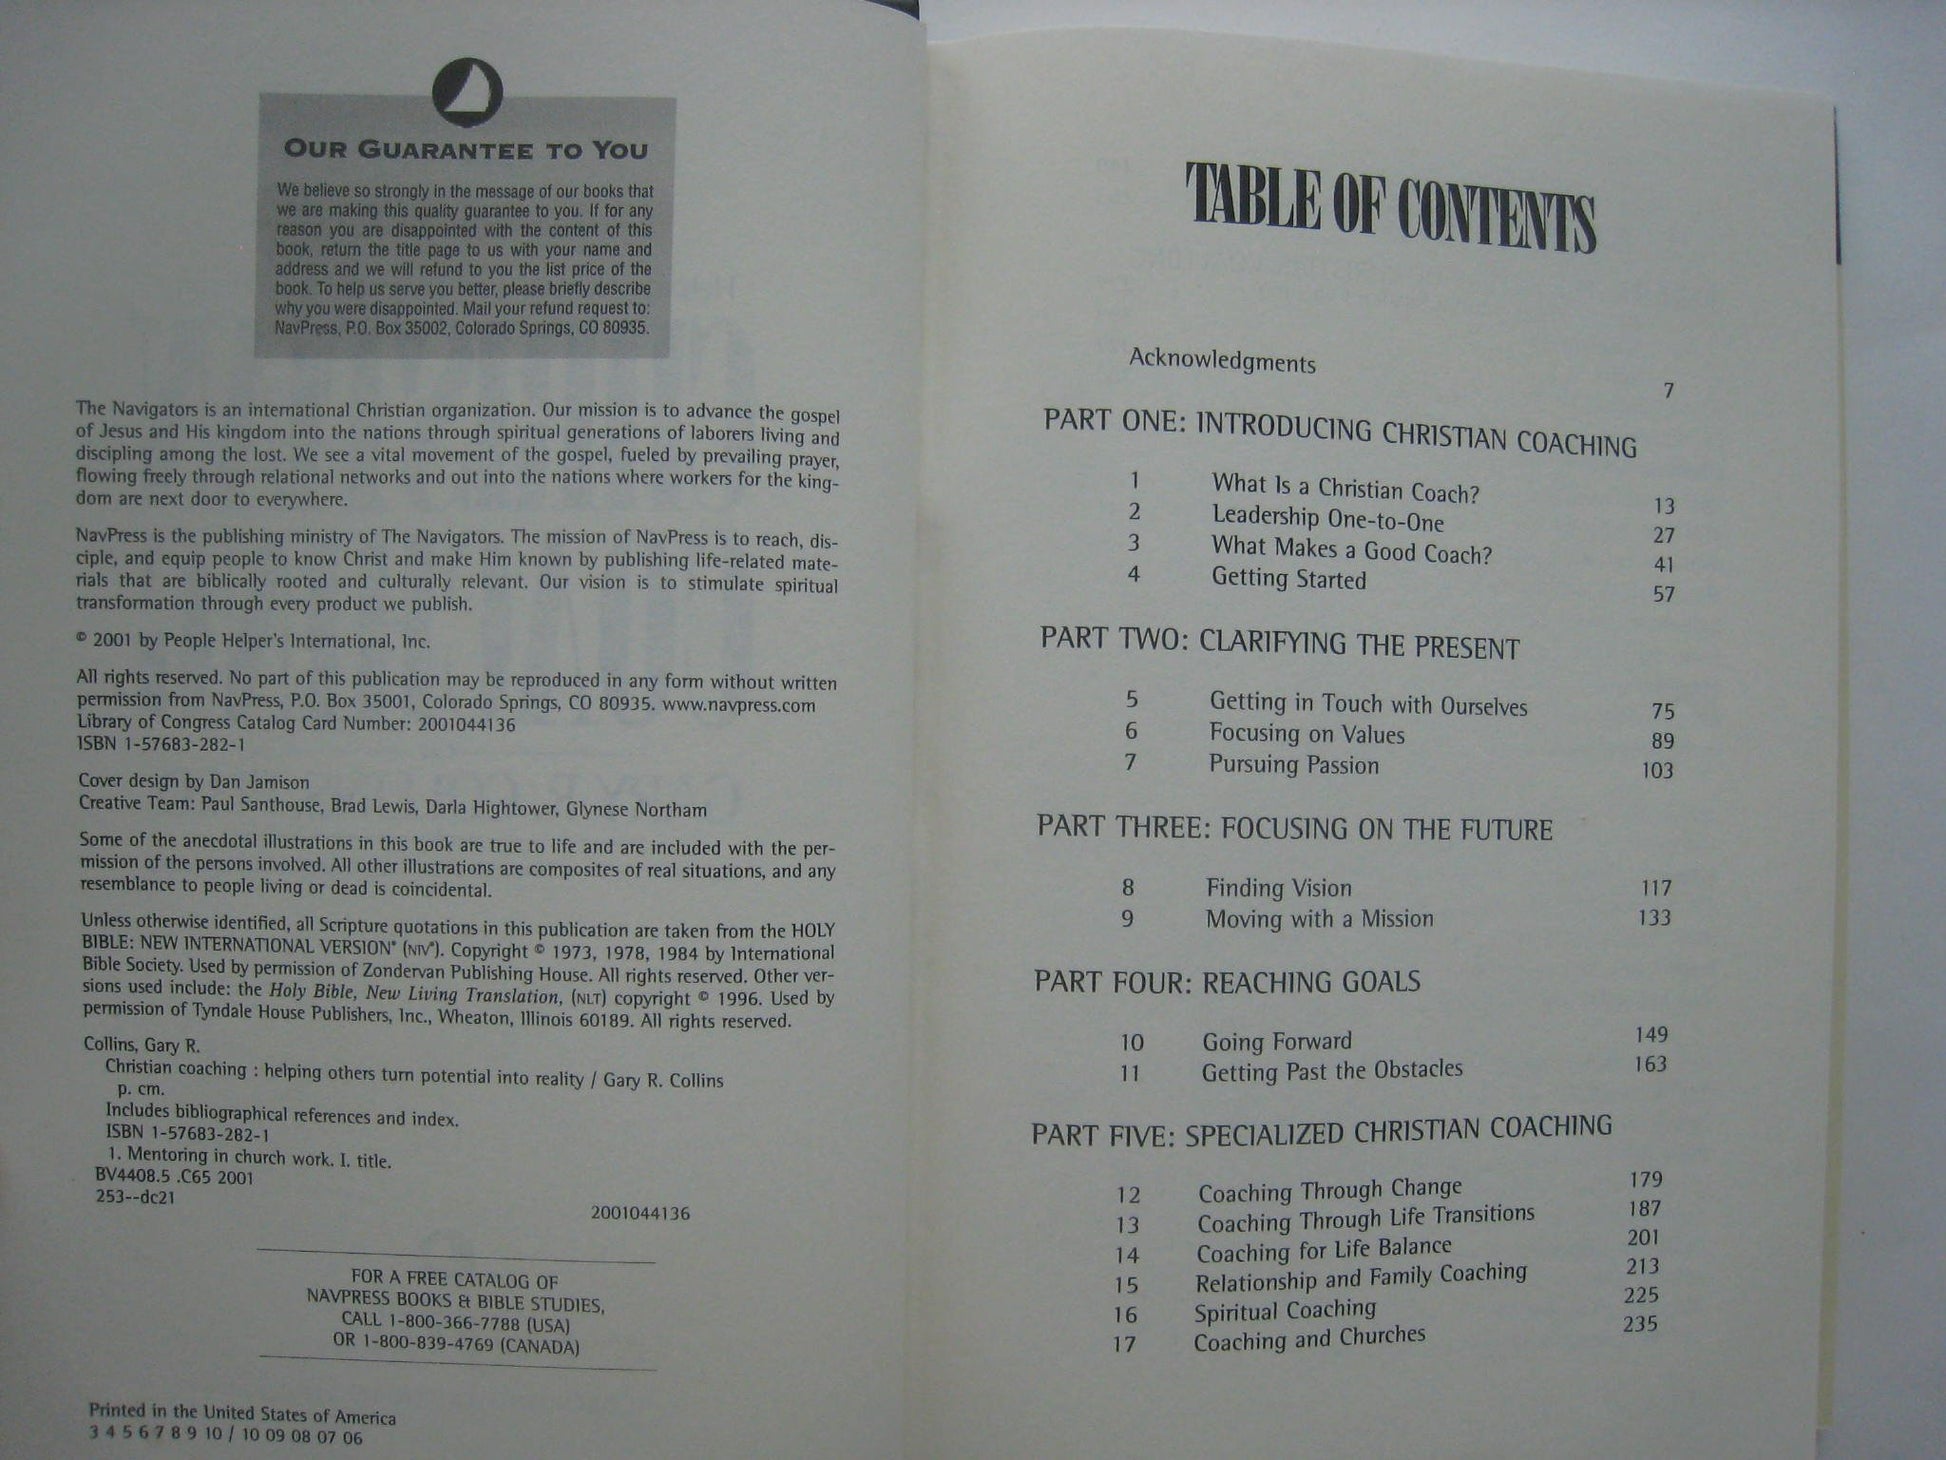 OUR GUARANTEE TO YOU
We believe so strongly in the message of our books that
we are making this quality guarantee to you. If for any
reason you are disappointed with the content of this
book, return the title page to us with your name and
address and we will refund to you the list price of the
book. To help us serve you better, please briefly describe
why you were disappointed. Mail your refund request to:
NavPress, P.O. Box 35002, Colorado Springs, CO 80935.
The Navigators is an international Christian organization. Our mission is to advance the gospel
of Jesus and His kingdom into the nations through spiritual generations of laborers living and
discipling among the lost. We see a vital movement of the gospel, fueled by prevailing prayer,
flowing freely through relational networks and out into the nations where workers for the king-
dom are next door to everywhere.
NavPress is the publishing ministry of The Navigators. The mission of NavPress is to reach, dis-
ciple, and equip people to know Christ and make Him known by publishing life-related mate-
rials that are biblically rooted and culturally relevant. Our vision is to stimulate spiritual
transformation through every product we publish.
© 2001 by People Helper's International, Inc.
All rights reserved. No part of this publication may be reproduced in any form without written
permission from NavPress, P.O. Box 35001, Colorado Springs, CO 80935. www.navpress.com
Library of Congress Catalog Card Number: 2001044136
ISBN 1-57683-282-1
Cover design by Dan Jamison
Creative Team: Paul Santhouse, Brad Lewis, Darla Hightower, Glynese Northam
Some of the anecdotal illustrations in this book are true to life and are included with the per-
mission of the persons involved. All other illustrations are composites of real situations, and any
resemblance to people living or dead is coincidental.
Unless otherwise identified, all Scripture quotations in this publication are taken from the HOLY
BIBLE: NEW INTERNATIONAL VERSION® (NIV®). Copyright © 1973, 1978, 1984 by International
Bible Society. Used by permission of Zondervan Publishing House. All rights reserved. Other ver-
sions used include: the Holy Bible, New Living Translation, (NLT) copyright © 1996. Used by
permission of Tyndale House Publishers, Inc., Wheaton, Illinois 60189. All rights reserved.
Collins, Gary R.
Christian coaching : helping others turn potential into reality / Gary R. Collins
p. cm.
Includes bibliographical references and index.
ISBN 1-57683-282-1
1. Mentoring in church work. I. title.
BV4408.5 .C65 2001
253--dc21
2001044136
FOR A FREE CATALOG OF
NAVPRESS BOOKS & BIBLE STUDIES,
CALL 1-800-366-7788 (USA)
OR 1-800-839-4769 (CANADA)
Printed in the United States of America
3 4 5 6 7 8 9 10 / 10 09 08 07 06
TABLE OF CONTENTS
Acknowledgments 7
PART ONE: INTRODUCING CHRISTIAN COACHING
1 What Is a Christian Coach? 13
2 Leadership One-to-One 27
3 What Makes a Good Coach? 41
4 Getting Started 57
PART TWO: CLARIFYING THE PRESENT
5 Getting in Touch with Ourselves 75
6 Focusing on Values 89
7 Pursuing Passion 103
PART THREE: FOCUSING ON THE FUTURE
8 Finding Vision 117
9 Moving with a Mission 133
PART FOUR: REACHING GOALS
10 Going Forward 149
11 Getting Past the Obstacles 163
PART FIVE: SPECIALIZED CHRISTIAN COACHING
12 Coaching Through Change 179
13 Coaching Through Life Transitions 187
14 Coaching for Life Balance 201
15 Relationship and Family Coaching 213
16 Spiritual Coaching 225
17 Coaching and Churches 235